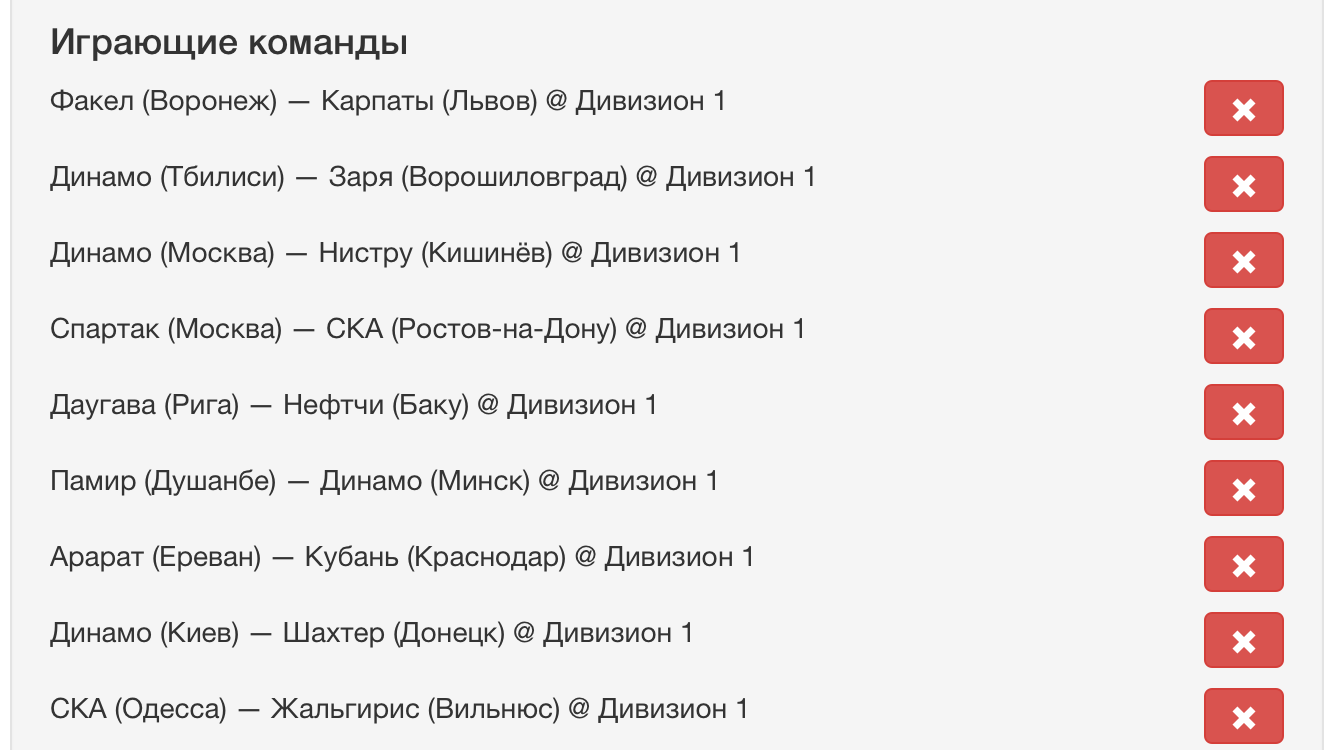 Играющие команды
Факел (Воронеж) — Карпаты (Львов) @ Дивизион 1
Динамо (Тбилиси) — Заря (Ворошиловград) @ Дивизион 1
Динамо (Москва) — Нистру (Кишинёв) @ Дивизион 1
Спартак (Москва) — СКА (Ростов-на-Дону) @ Дивизион 1
Даугава (Рига) — Нефтчи (Баку) @ Дивизион 1
Памир (Душанбе) — Динамо (Минск) @ Дивизион 1
Арарат (Ереван) — Кубань (Краснодар) @ Дивизион 1
Динамо (Киев) — Шахтер (Донецк) @ Дивизион 1
СКА (Одесса) — Жальгирис (Вильнюс) @ Дивизион 1